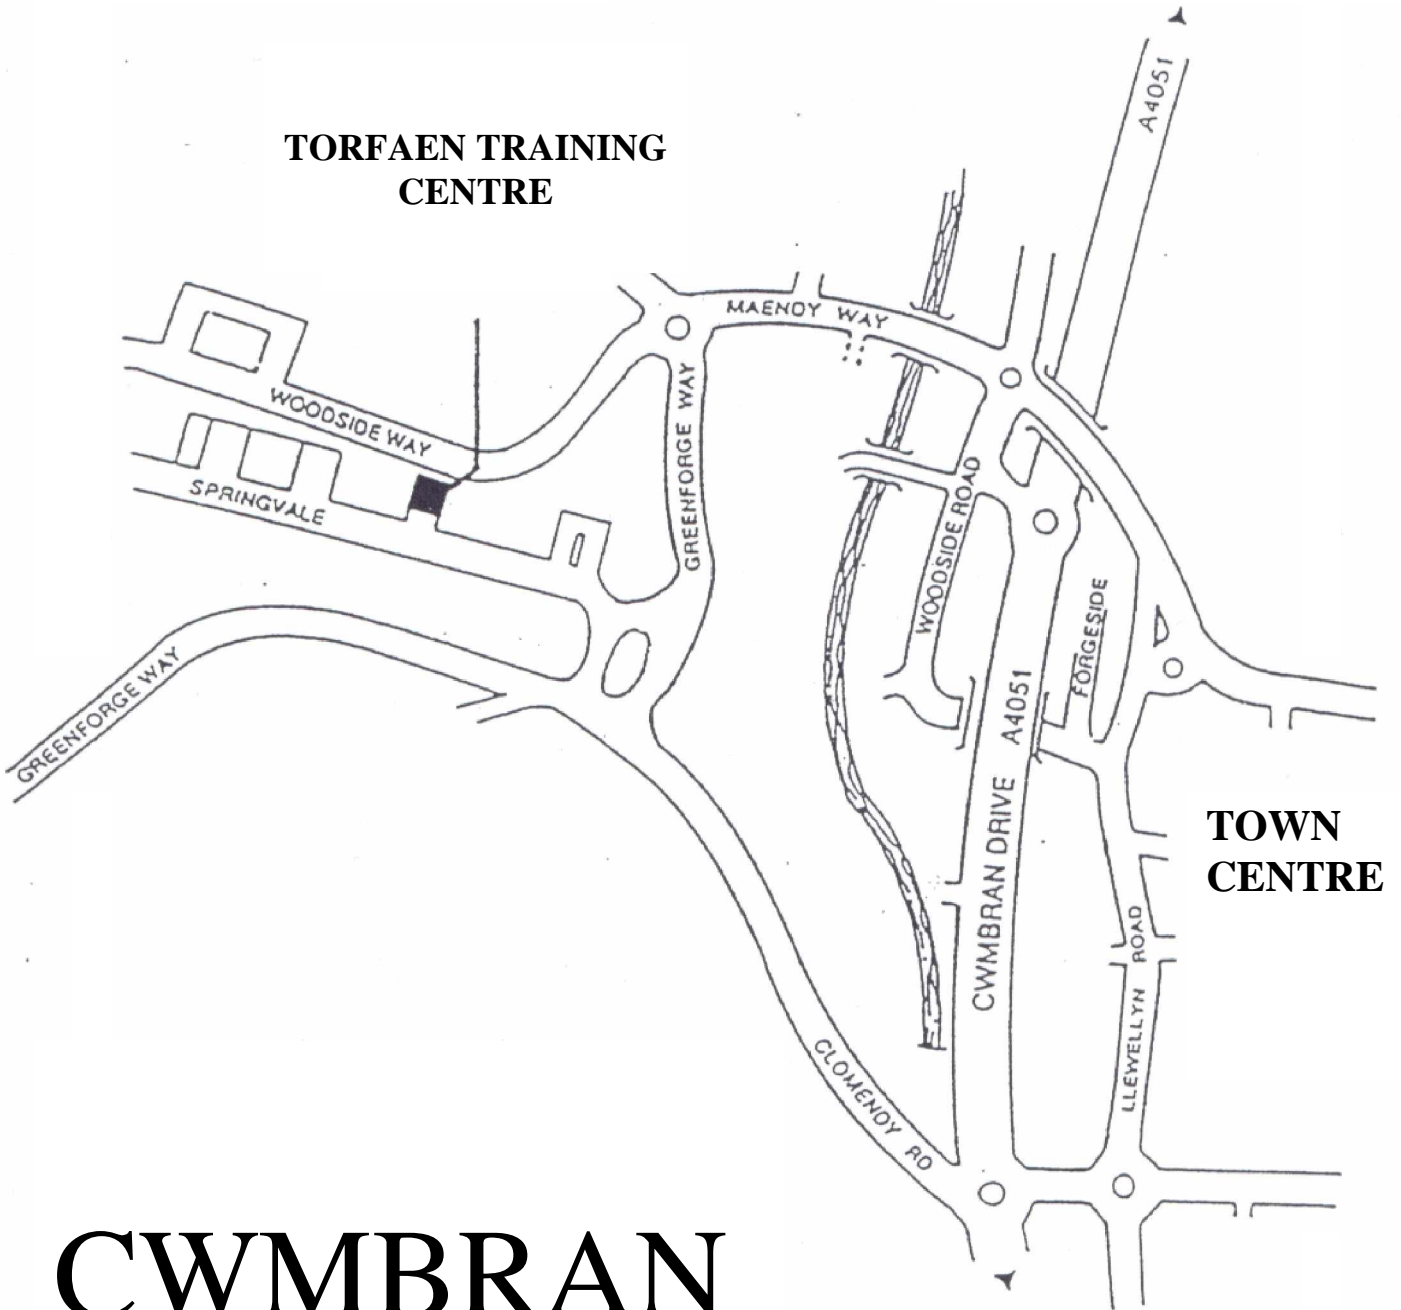 A4051
TORFAEN TRAINING
CENTRE
MAENDY WAY
WOODSIDE WAY
GREENFORGE WAY
SPRINGVALE
WOODSIDE ROAD
FORGESIDE
GREENFORGE WAY
CWMBRAN DRIVE A4051
TOWN
CENTRE
LLEWELLYN ROAD
CLOMENDY RD
CWMBRAN